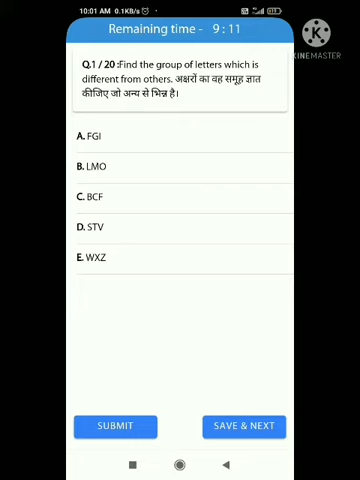 10:01 AM 0.1KB/s
Remaining time - 9 : 11
KINEMASTER
Q.1 / 20 :Find the group of letters which is
different from others. अक्षरों का वह समूह ज्ञात
कीजिए जो अन्य से भिन्न है।
A. FGI
B. LMO
C. BCF
D. STV
E. WXZ
SUBMIT
SAVE & NEXT